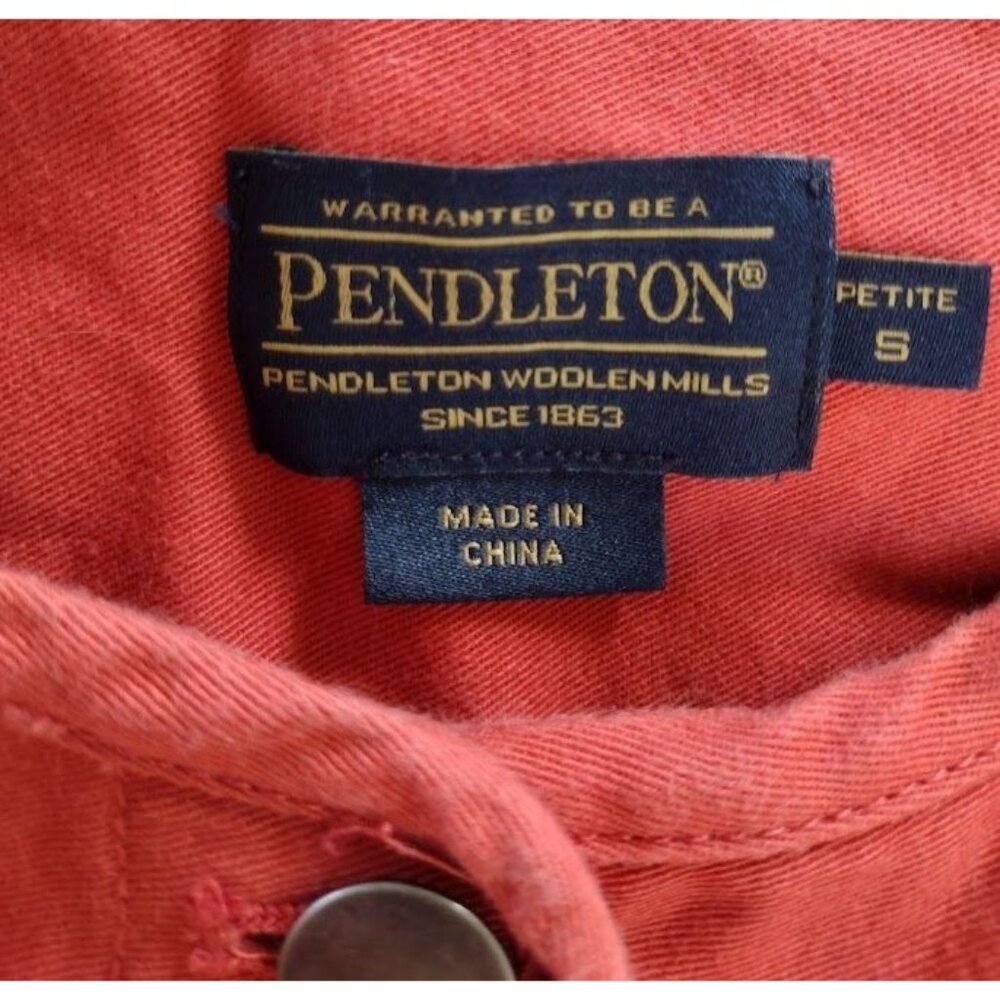 WARRANTED TO BE A
PENDLETON®
PENDLETON WOOLEN MILLS
SINCE 1863
PETITE
S
MADE IN
CHINA